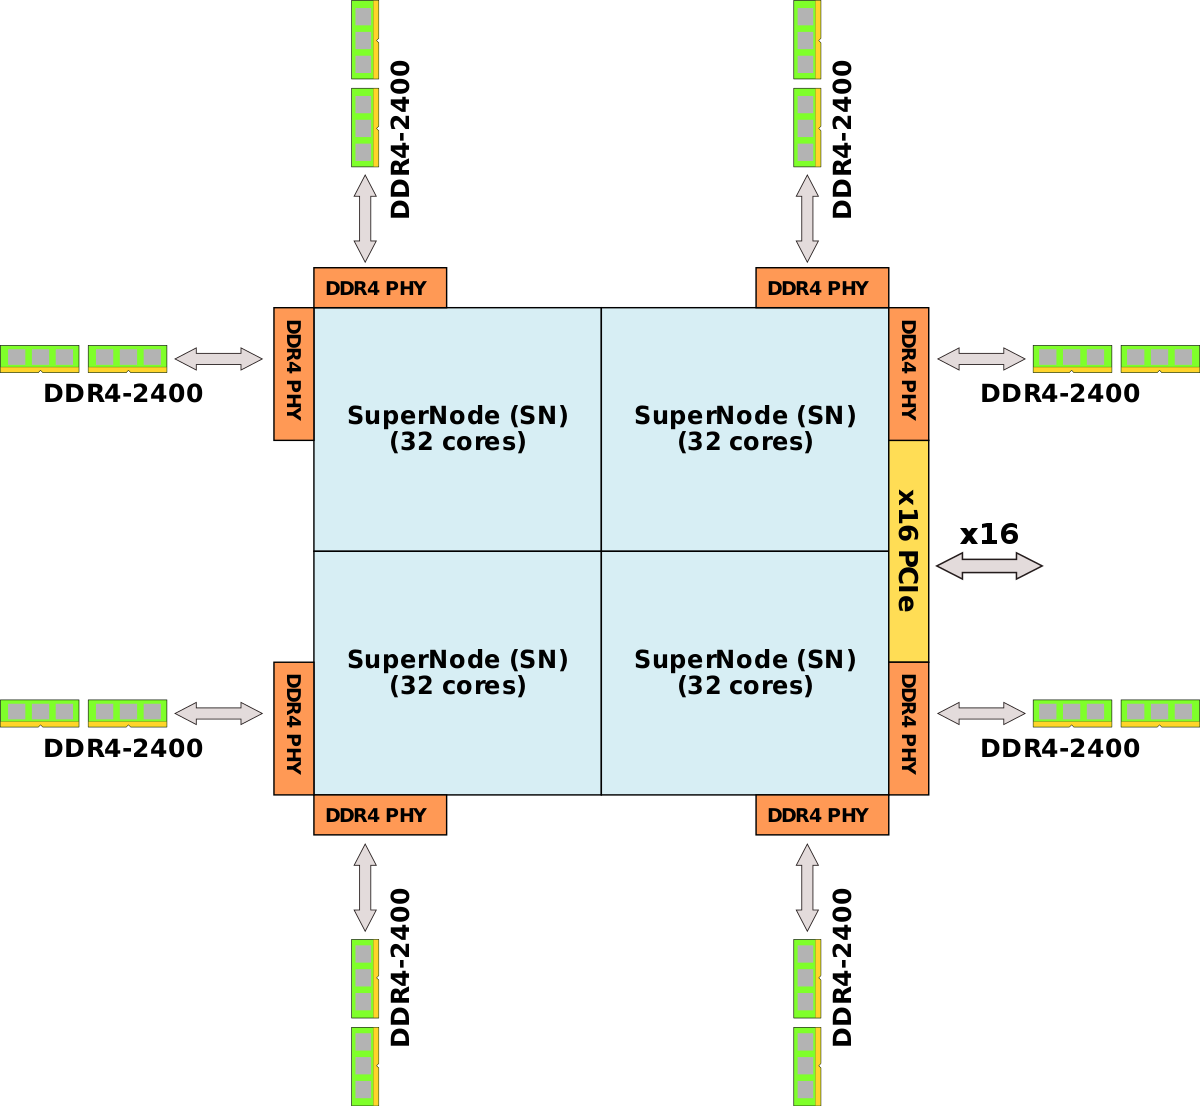 DDR4-2400
DDR4-2400
DDR4 PHY
DDR4 PHY
DDR4 PHY
DDR4 PHY
DDR4-2400
DDR4-2400
SuperNode (SN)
(32 cores)
SuperNode (SN)
(32 cores)
x16 PCIe
x16
SuperNode (SN)
(32 cores)
SuperNode (SN)
(32 cores)
DDR4 PHY
DDR4 PHY
DDR4-2400
DDR4-2400
DDR4 PHY
DDR4 PHY
DDR4-2400
DDR4-2400